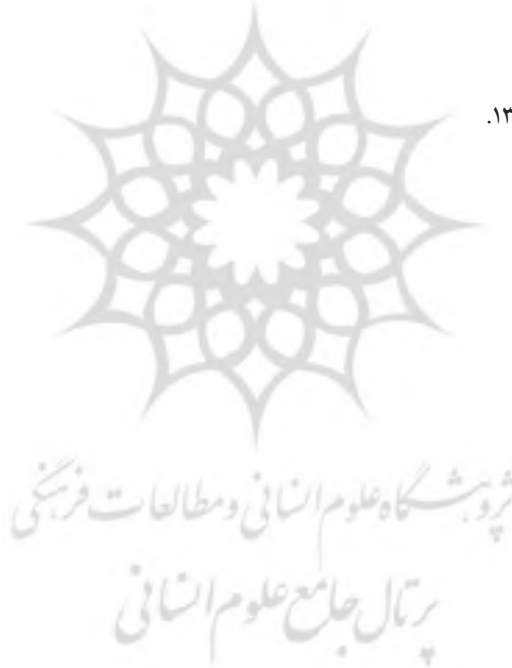 .۱۳
پژوهشگاه علوم انسانی و مطالعات فرهنگی
پرتال جامع علوم انسانی